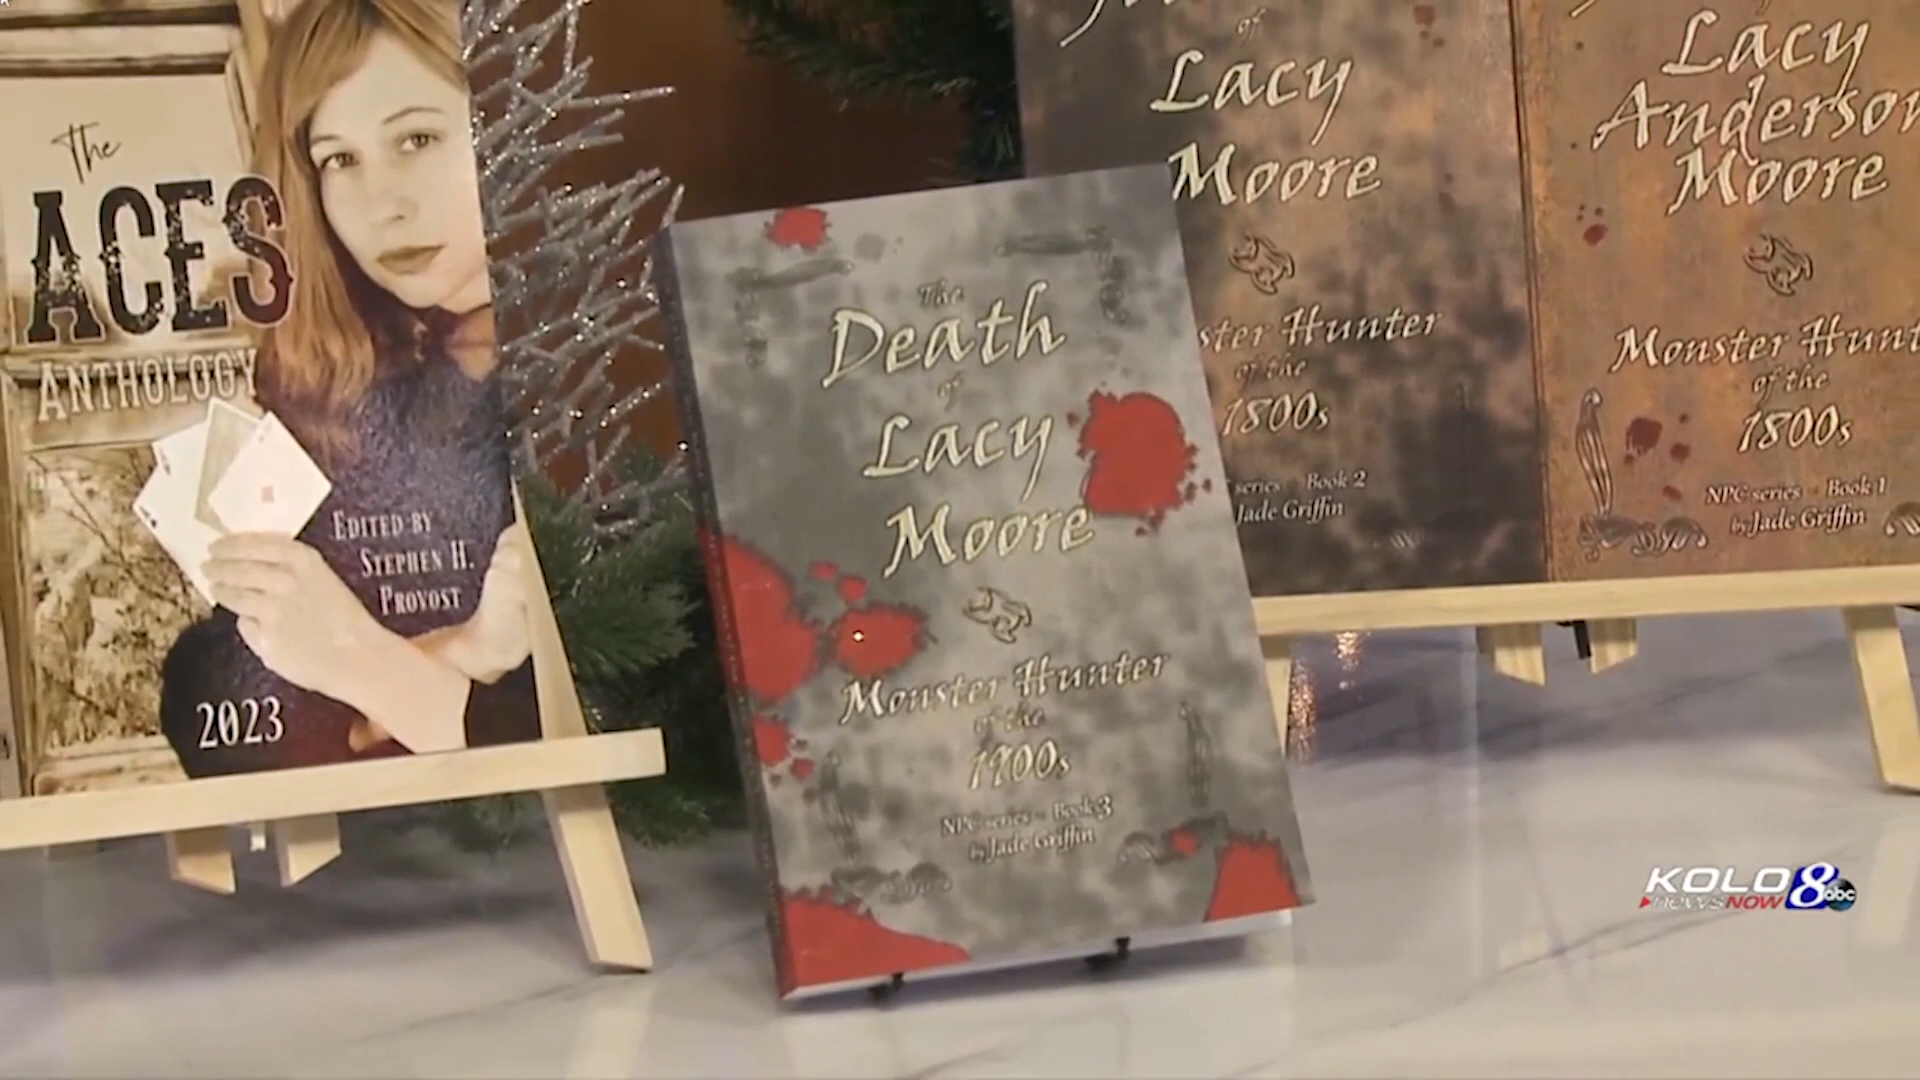 The
ACES
ANTHOLOGY
EDITED BY
STEPHEN H.
PROVOST
2023
The
Death
of
Lacy
Moore
Monster Hunter
of the
1900s
NPC series - Book 3
by Jade Griffin
of
Lacy
Moore
ster Hunter
of the
1800s
series - Book 2
Jade Griffin
Lacy
Anderson
Moore
Monster Hunt
of the
1800s
NPC series - Book 1
by Jade Griffin
KOLO 8 abc
news NOW